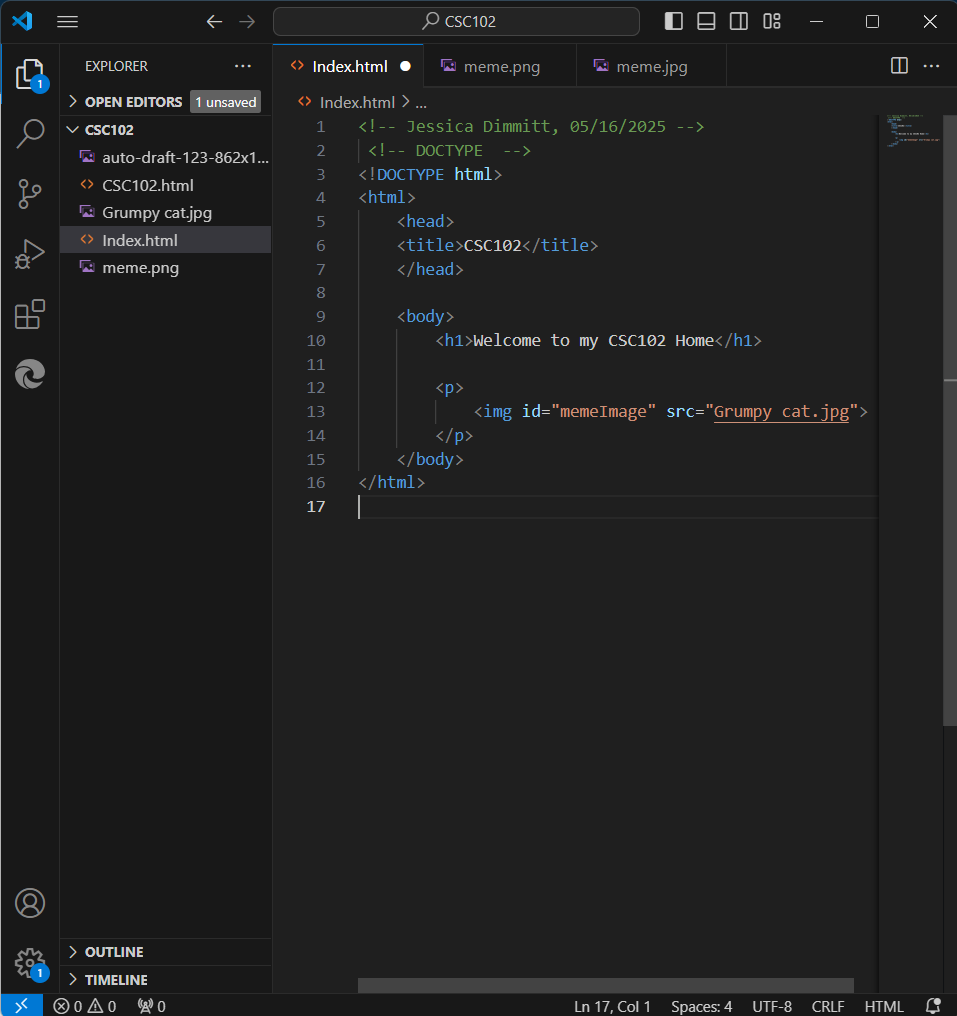 CSC102
1
EXPLORER ...
OPEN EDITORS 1 unsaved
CSC102
auto-draft-123-862x1...
CSC102.html
Grumpy cat.jpg
Index.html
meme.png
OUTLINE
TIMELINE
1
Index.html
meme.png
meme.jpg
Index.html > ...
1 <!-- Jessica Dimmitt, 05/16/2025 -->
2 <!-- DOCTYPE  -->
3 <!DOCTYPE html>
4 <html>
5 <head>
6 <title>CSC102</title>
7 </head>
8
9 <body>
10 <h1>Welcome to my CSC102 Home</h1>
11
12 <p>
13 <img id="memeImage" src="Grumpy cat.jpg">
14 </p>
15 </body>
16 </html>
17
0 0 0 Ln 17, Col 1 Spaces: 4 UTF-8 CRLF HTML